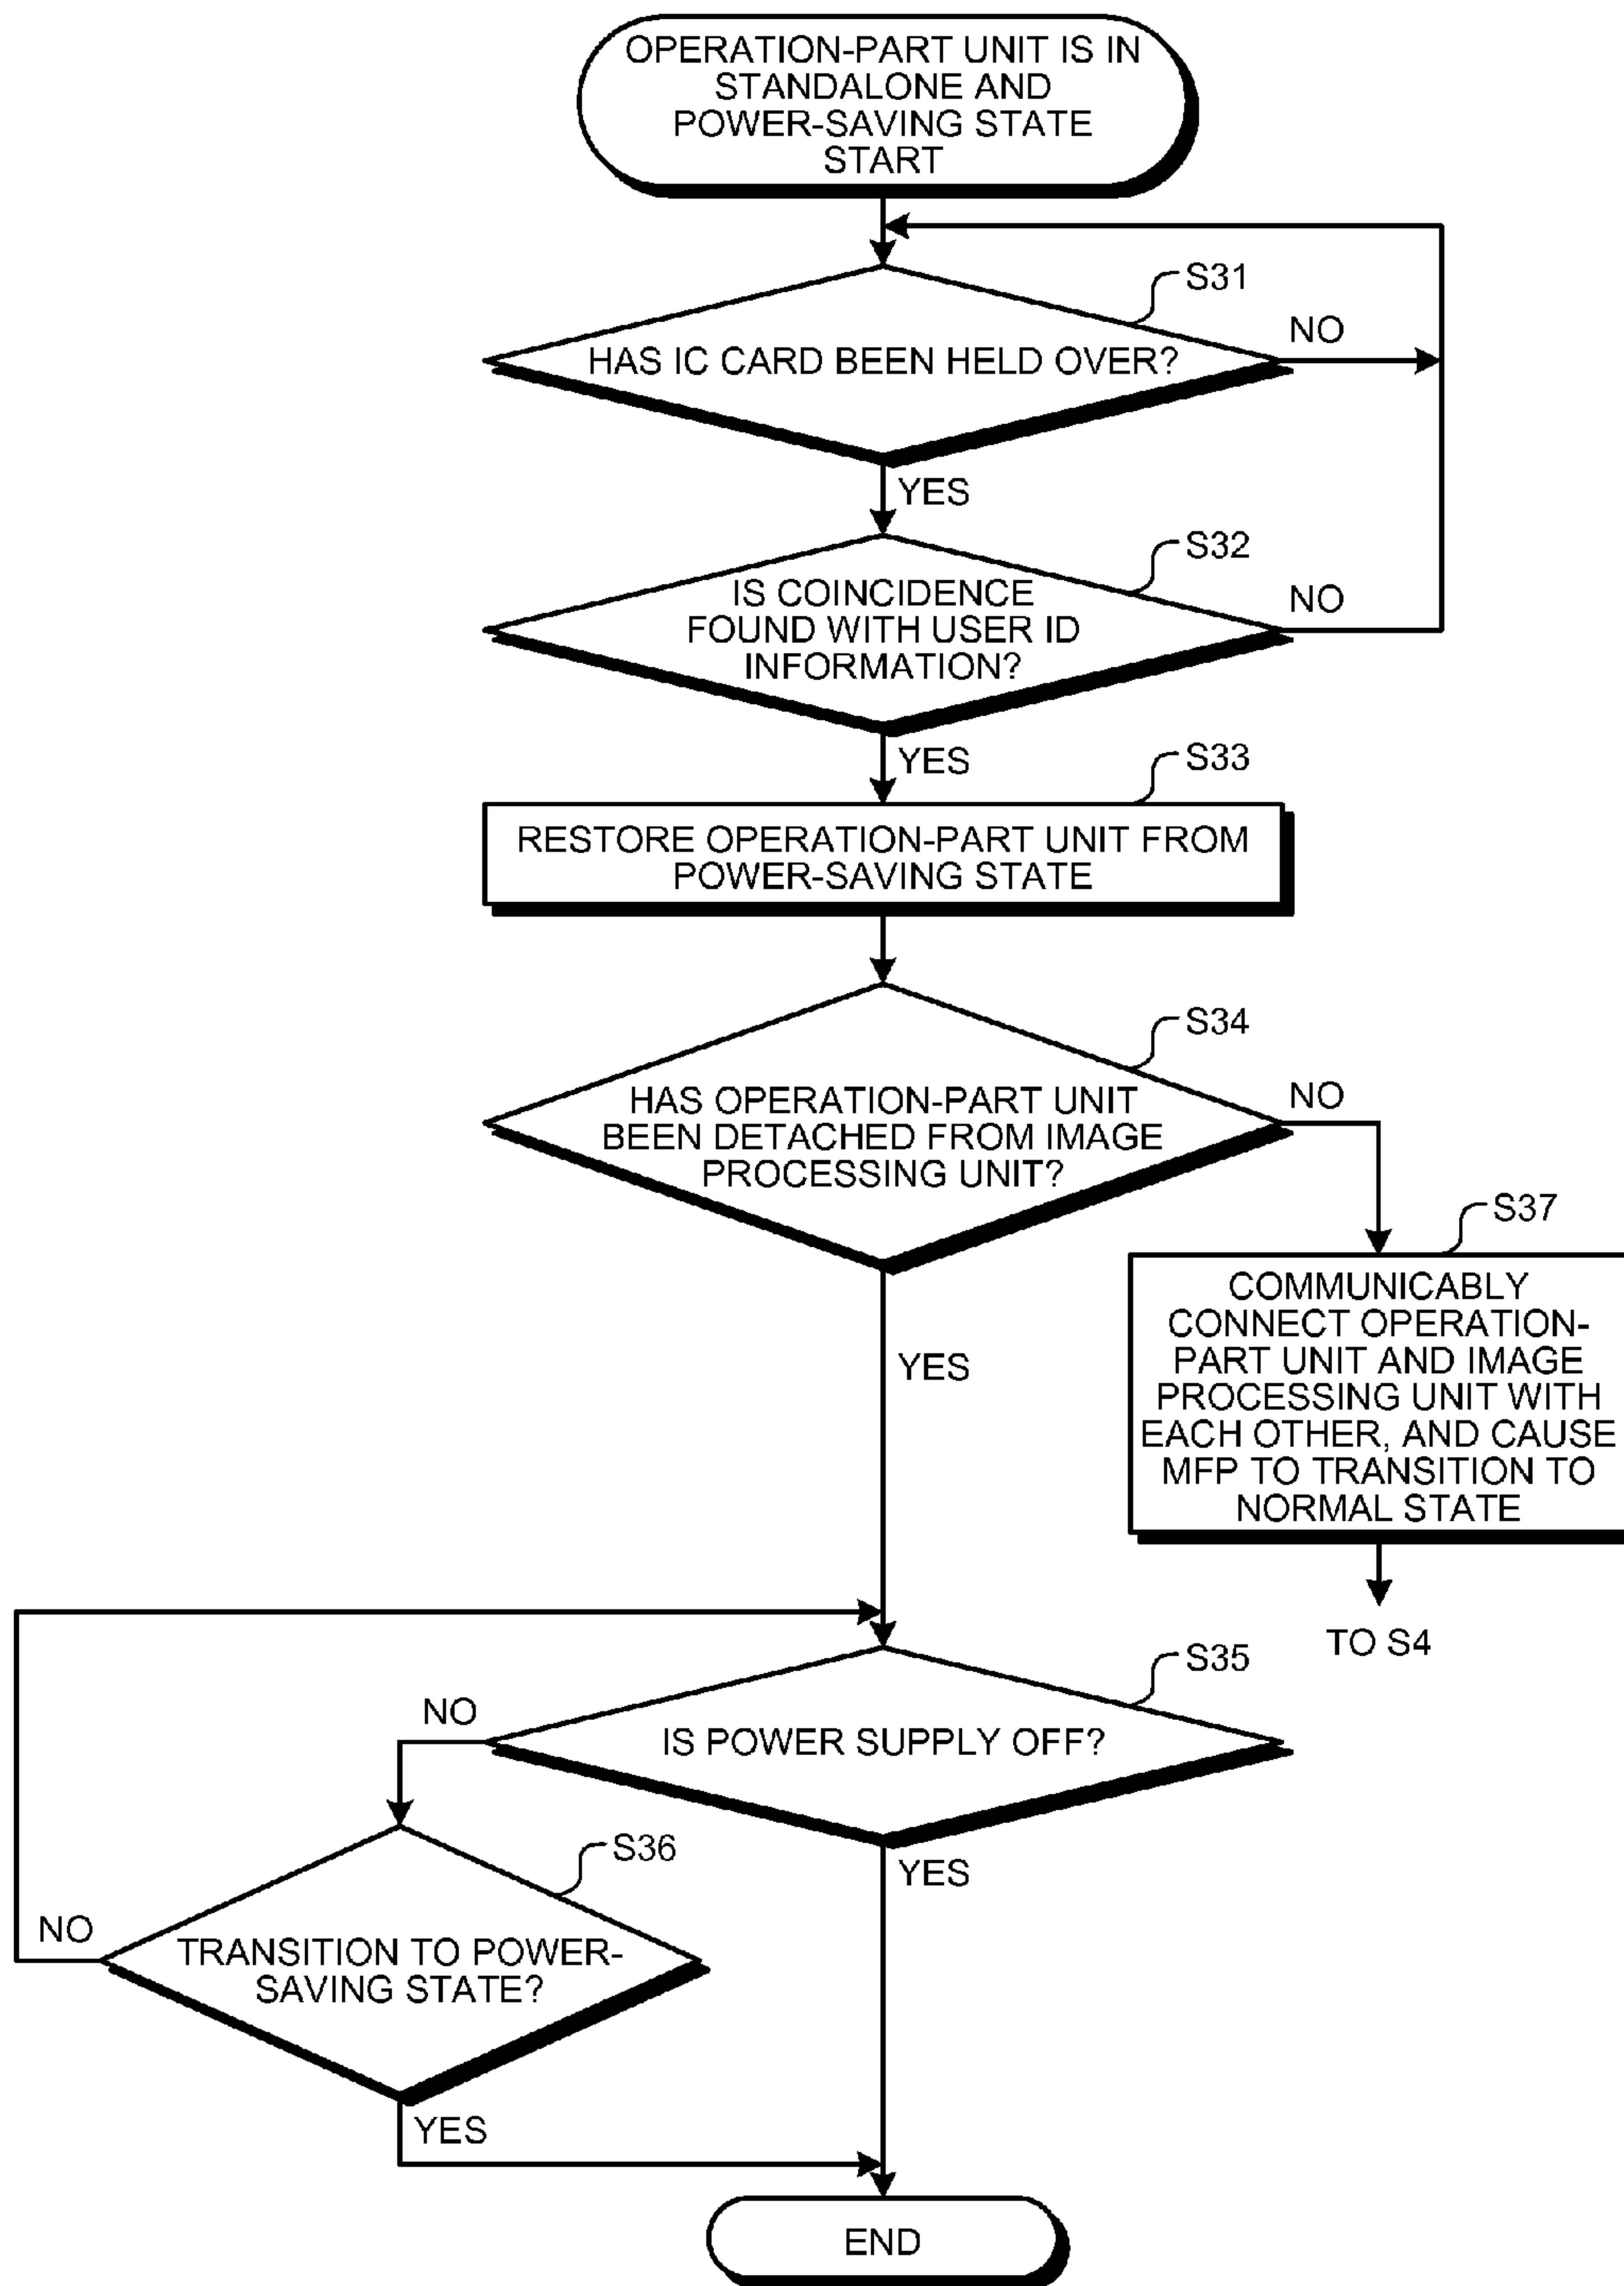 OPERATION-PART UNIT IS IN
STANDALONE AND
POWER-SAVING STATE
START
S31
HAS IC CARD BEEN HELD OVER?
NO
YES
S32
IS COINCIDENCE
FOUND WITH USER ID
INFORMATION?
NO
YES
S33
RESTORE OPERATION-PART UNIT FROM
POWER-SAVING STATE
S34
HAS OPERATION-PART UNIT
BEEN DETACHED FROM IMAGE
PROCESSING UNIT?
NO
YES
S37
COMMUNICABLY
CONNECT OPERATION-
PART UNIT AND IMAGE
PROCESSING UNIT WITH
EACH OTHER, AND CAUSE
MFP TO TRANSITION TO
NORMAL STATE
TO S4
S35
IS POWER SUPPLY OFF?
NO
YES
S36
TRANSITION TO POWER-
SAVING STATE?
NO
YES
END